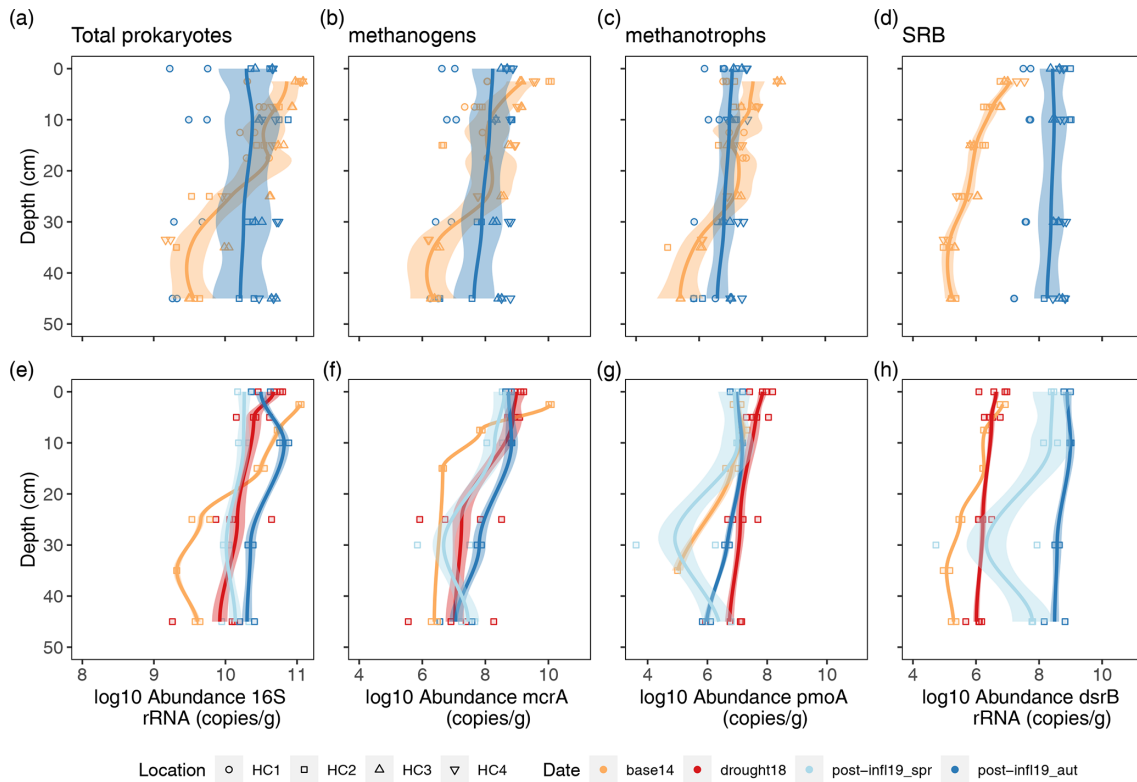 (a) (b) (c) (d)
Total prokaryotes methanogens methanotrophs SRB
0
10
20
30
40
50
Depth (cm)
(e) (f) (g) (h)
0
10
20
30
40
50
Depth (cm)
8 9 10 11 4 6 8 10 4 6 8 10 4 6 8 10
log10 Abundance 16S log10 Abundance mcrA log10 Abundance pmoA log10 Abundance dsrB
rRNA (copies/g) (copies/g) (copies/g) rRNA (copies/g)
Location HC1 HC2 HC3 HC4 Date base14 drought18 post−infl19_spr post−infl19_aut